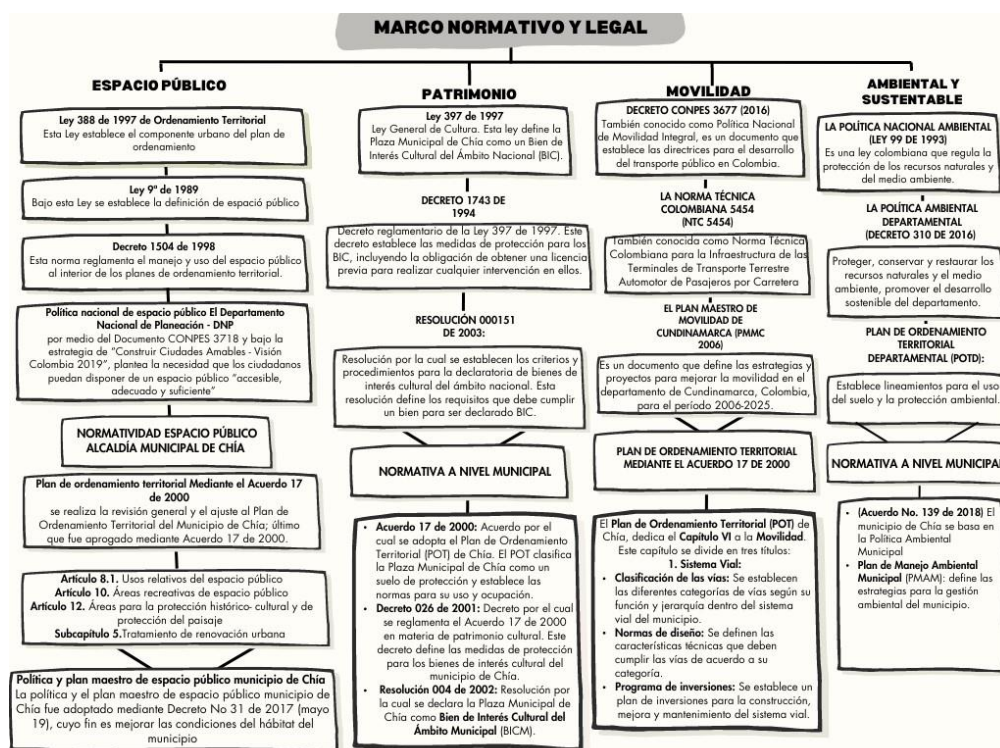 MARCO NORMATIVO Y LEGAL
ESPACIO PÚBLICO
Ley 388 de 1997 de Ordenamiento Territorial
Esta Ley establece el componente urbano del plan de
ordenamiento
Ley 9ª de 1989
Bajo esta Ley se establece la definición de espació público
Decreto 1504 de 1998
Esta norma reglamenta el manejo y uso del espacio público
al interior de los planes de ordenamiento territorial.
Política nacional de espacio público El Departamento
Nacional de Planeación - DNP
por medio del Documento CONPES 3718 y bajo la
estrategia de “Construir Ciudades Amables - Visión
Colombia 2019”, plantea la necesidad que los ciudadanos
puedan disponer de un espacio público “accesible,
adecuado y suficiente”
NORMATIVIDAD ESPACIO PÚBLICO
ALCALDÍA MUNICIPAL DE CHÍA
Plan de ordenamiento territorial Mediante el Acuerdo 17
de 2000
se realiza la revisión general y el ajuste al Plan de
Ordenamiento Territorial del Municipio de Chía; último
que fue aprogado mediante Acuerdo 17 de 2000.
Artículo 8.1. Usos relativos del espacio público
Artículo 10. Áreas recreativas de espacio público
Artículo 12. Áreas para la protección histórico- cultural y de
protección del paisaje
Subcapítulo 5.Tratamiento de renovación urbana
Política y plan maestro de espacio público municipio de Chía
La política y el plan maestro de espacio público municipio de
Chía fue adoptado mediante Decreto No 31 de 2017 (mayo
19), cuyo fin es mejorar las condiciones del hábitat del
municipio
PATRIMONIO
Ley 397 de 1997
Ley General de Cultura. Esta ley define la
Plaza Municipal de Chía como un Bien de
Interés Cultural del Ámbito Nacional (BIC).
DECRETO 1743 DE
1994
Decreto reglamentario de la Ley 397 de 1997. Este
decreto establece las medidas de protección para los
BIC, incluyendo la obligación de obtener una licencia
previa para realizar cualquier intervención en ellos.
RESOLUCIÓN 000151
DE 2003:
Resolución por la cual se establecen los criterios y
procedimientos para la declaratoria de bienes de
interés cultural del ámbito nacional. Esta
resolución define los requisitos que debe cumplir
un bien para ser declarado BIC.
NORMATIVA A NIVEL MUNICIPAL
• Acuerdo 17 de 2000: Acuerdo por el
cual se adopta el Plan de Ordenamiento
Territorial (POT) de Chía. El POT clasifica
la Plaza Municipal de Chía como un
suelo de protección y establece las
normas para su uso y ocupación.
• Decreto 026 de 2001: Decreto por el cual
se reglamenta el Acuerdo 17 de 2000
en materia de patrimonio cultural. Este
decreto define las medidas de protección
para los bienes de interés cultural del
municipio de Chía.
• Resolución 004 de 2002: Resolución por
la cual se declara la Plaza Municipal de
Chía como Bien de Interés Cultural del
Ámbito Municipal (BICM).
MOVILIDAD
DECRETO CONPES 3677 (2016)
También conocido como Política Nacional
de Movilidad Integral, es un documento que
establece las directrices para el desarrollo
del transporte público en Colombia.
LA NORMA TÉCNICA
COLOMBIANA 5454
(NTC 5454)
También conocida como Norma Técnica
Colombiana para la Infraestructura de las
Terminales de Transporte Terrestre
Automotor de Pasajeros por Carretera
EL PLAN MAESTRO DE
MOVILIDAD DE
CUNDINAMARCA (PMMC
2006)
Es un documento que define las estrategias y
proyectos para mejorar la movilidad en el
departamento de Cundinamarca, Colombia,
para el período 2006-2025.
PLAN DE ORDENAMIENTO TERRITORIAL
MEDIANTE EL ACUERDO 17 DE 2000
El Plan de Ordenamiento Territorial (POT) de
Chía, dedica el Capítulo VI a la Movilidad.
Este capítulo se divide en tres títulos:
1. Sistema Vial:
• Clasificación de las vías: Se establecen
las diferentes categorías de vías según su
función y jerarquía dentro del sistema
vial del municipio.
• Normas de diseño: Se definen las
características técnicas que deben
cumplir las vías de acuerdo a su
categoría.
• Programa de inversiones: Se establece un
plan de inversiones para la construcción,
mejora y mantenimiento del sistema vial.
AMBIENTAL Y
SUSTENTABLE
LA POLÍTICA NACIONAL AMBIENTAL
(LEY 99 DE 1993)
Es una ley colombiana que regula la
protección de los recursos naturales y
del medio ambiente.
LA POLÍTICA AMBIENTAL
DEPARTAMENTAL
(DECRETO 310 DE 2016)
Proteger, conservar y restaurar los
recursos naturales y el medio
ambiente, promover el desarrollo
sostenible del departamento.
PLAN DE ORDENAMIENTO
TERRITORIAL
DEPARTAMENTAL (POTD):
Establece lineamientos para el uso
del suelo y la protección ambiental.
NORMATIVA A NIVEL MUNICIPAL
• (Acuerdo No. 139 de 2018) El
municipio de Chía se basa en
la Política Ambiental
Municipal
• Plan de Manejo Ambiental
Municipal (PMAM): define las
estrategias para la gestión
ambiental del municipio.